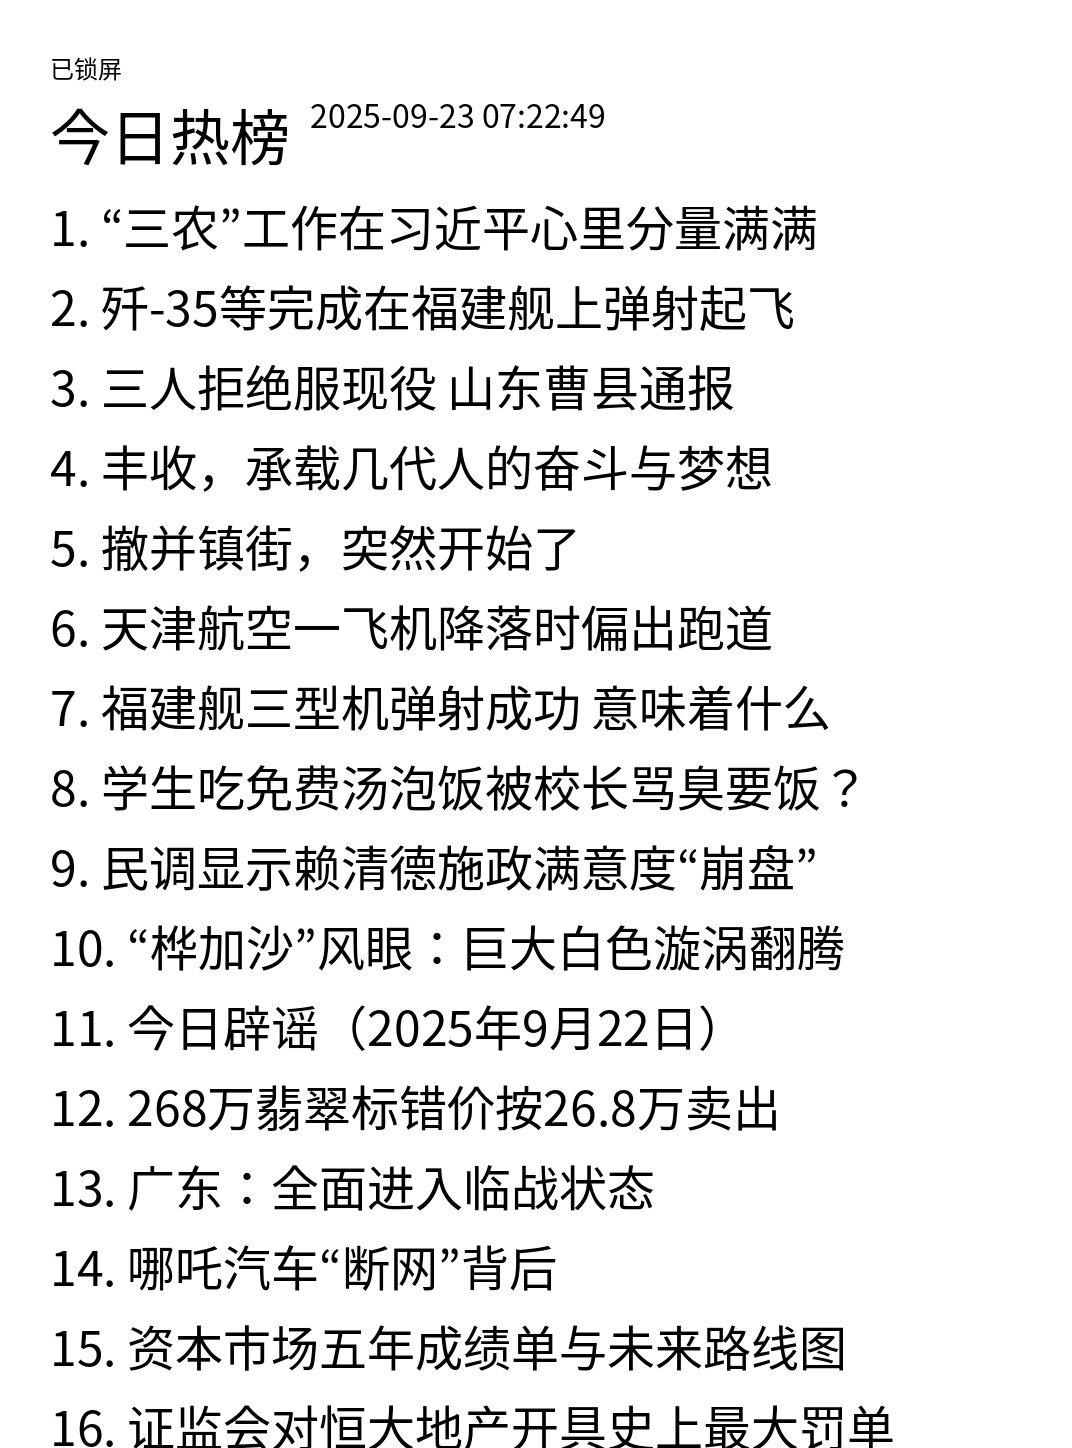 已锁屏
今日热榜 2025-09-23 07:22:49
1. “三农”工作在习近平心里分量满满
2. 歼-35等完成在福建舰上弹射起飞
3. 三人拒绝服现役 山东曹县通报
4. 丰收，承载几代人的奋斗与梦想
5. 撤并镇街，突然开始了
6. 天津航空一飞机降落时偏出跑道
7. 福建舰三型机弹射成功 意味着什么
8. 学生吃免费汤泡饭被校长骂臭要饭？
9. 民调显示赖清德施政满意度“崩盘”
10. “桦加沙”风眼：巨大白色漩涡翻腾
11. 今日辟谣（2025年9月22日）
12. 268万翡翠标错价按26.8万卖出
13. 广东：全面进入临战状态
14. 哪吒汽车“断网”背后
15. 资本市场五年成绩单与未来路线图
16. 证监会对恒大地产开具史上最大罚单